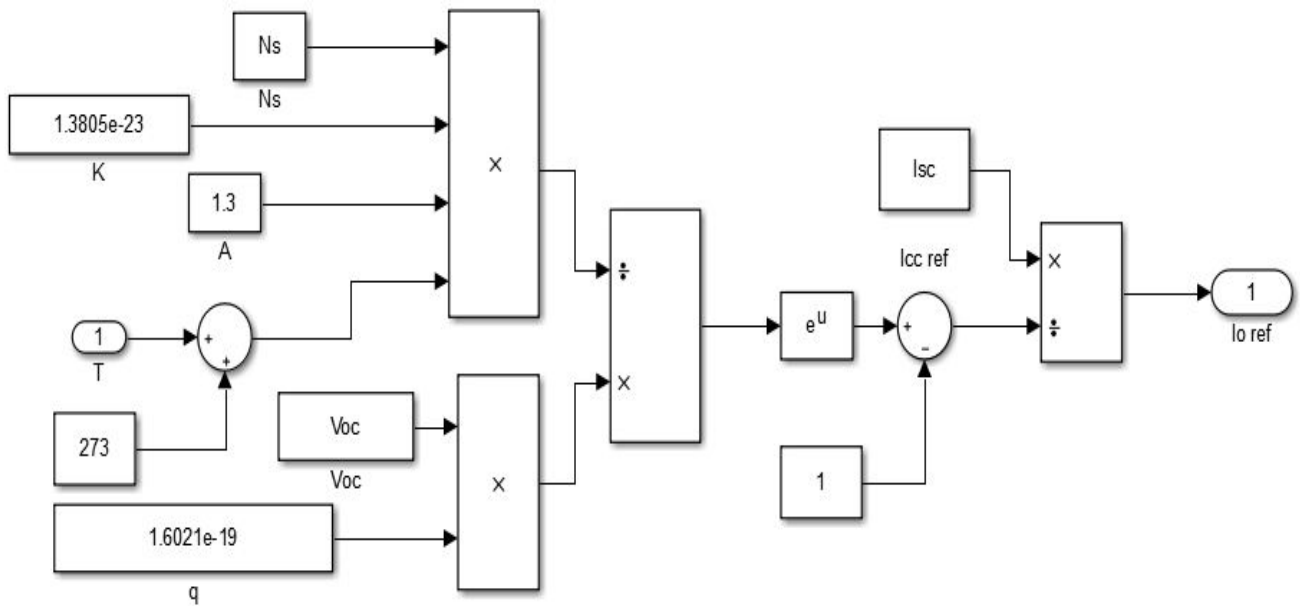 Ns
Ns
1.3805e-23
K
1.3
A
×
1
T
+
+
273
Voc
Voc
1.6021e-19
q
×
÷
×
e^u
Isc
Icc ref
+
−
1
×
÷
1
Io ref